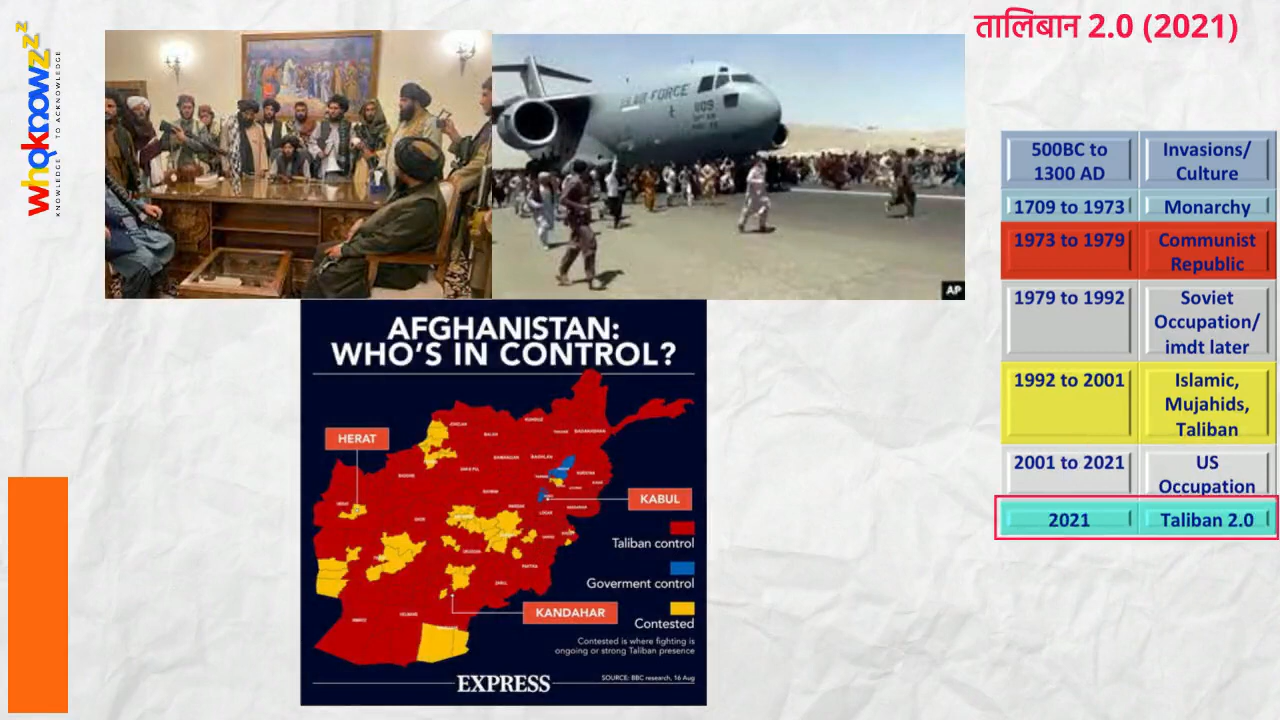 whqknowzzz
KNOWLEDGE TO ACKNOWLEDGE
तालिबान 2.0 (2021)
U.S. AIR FORCE
1109
AP
500BC to 1300 AD
Invasions/ Culture
1709 to 1973
Monarchy
1973 to 1979
Communist Republic
1979 to 1992
Soviet Occupation/ imdt later
1992 to 2001
Islamic, Mujahids, Taliban
2001 to 2021
US Occupation
2021
Taliban 2.0
AFGHANISTAN:
WHO'S IN CONTROL?
HERAT
KABUL
KANDAHAR
Taliban control
Goverment control
Contested
Contested is where fighting is
ongoing or strong Taliban presence
EXPRESS
SOURCE: BBC research, 16 Aug